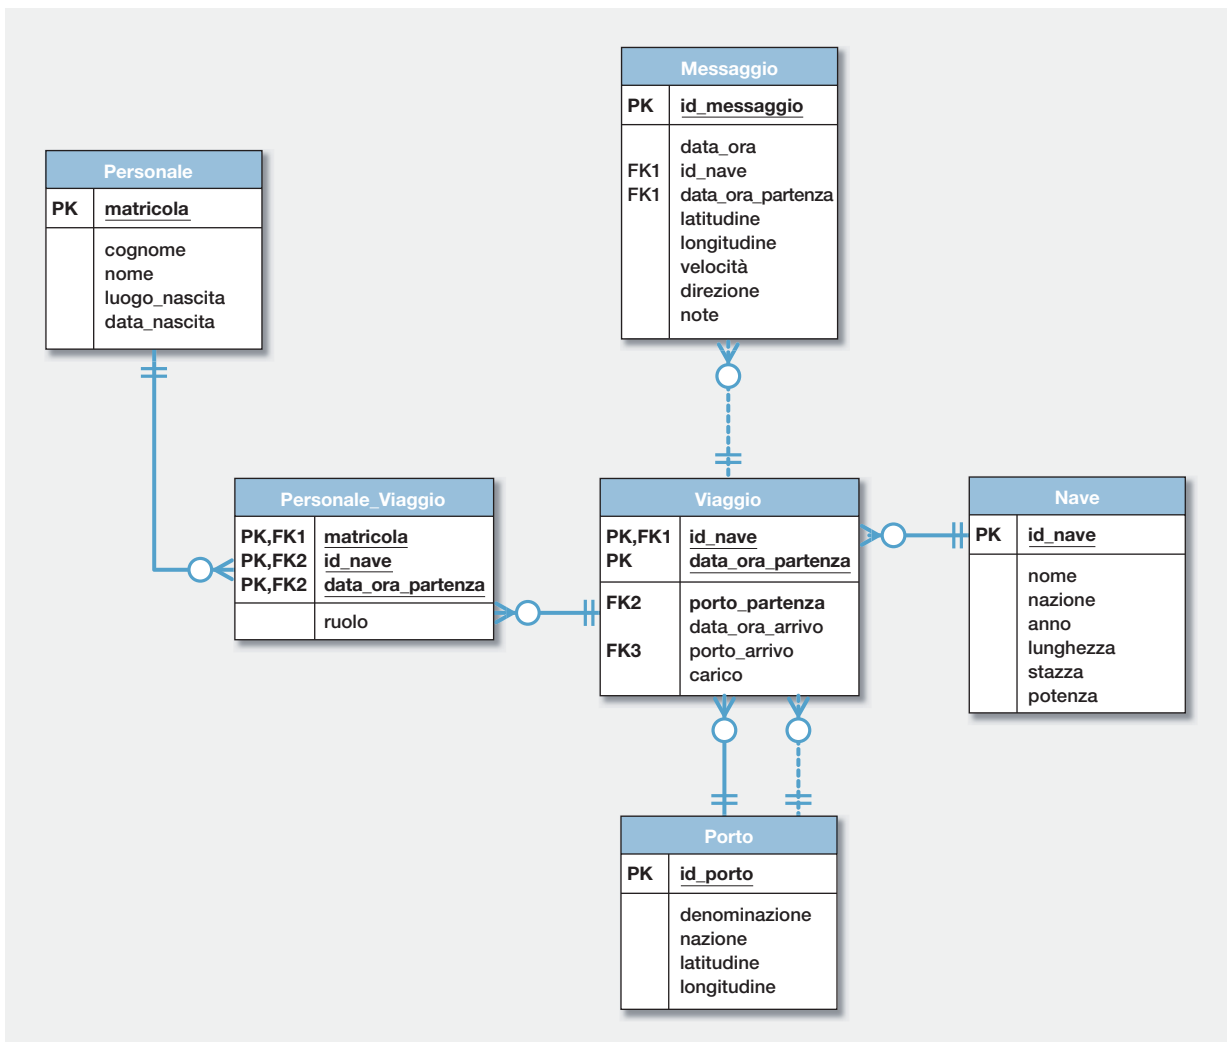 Messaggio
PK id_messaggio
data_ora
FK1 id_nave
FK1 data_ora_partenza
latitudine
longitudine
velocità
direzione
note
Personale
PK matricola
cognome
nome
luogo_nascita
data_nascita
Personale_Viaggio
PK,FK1 matricola
PK,FK2 id_nave
PK,FK2 data_ora_partenza
ruolo
Viaggio
PK,FK1 id_nave
PK data_ora_partenza
FK2 porto_partenza
data_ora_arrivo
FK3 porto_arrivo
carico
Nave
PK id_nave
nome
nazione
anno
lunghezza
stazza
potenza
Porto
PK id_porto
denominazione
nazione
latitudine
longitudine